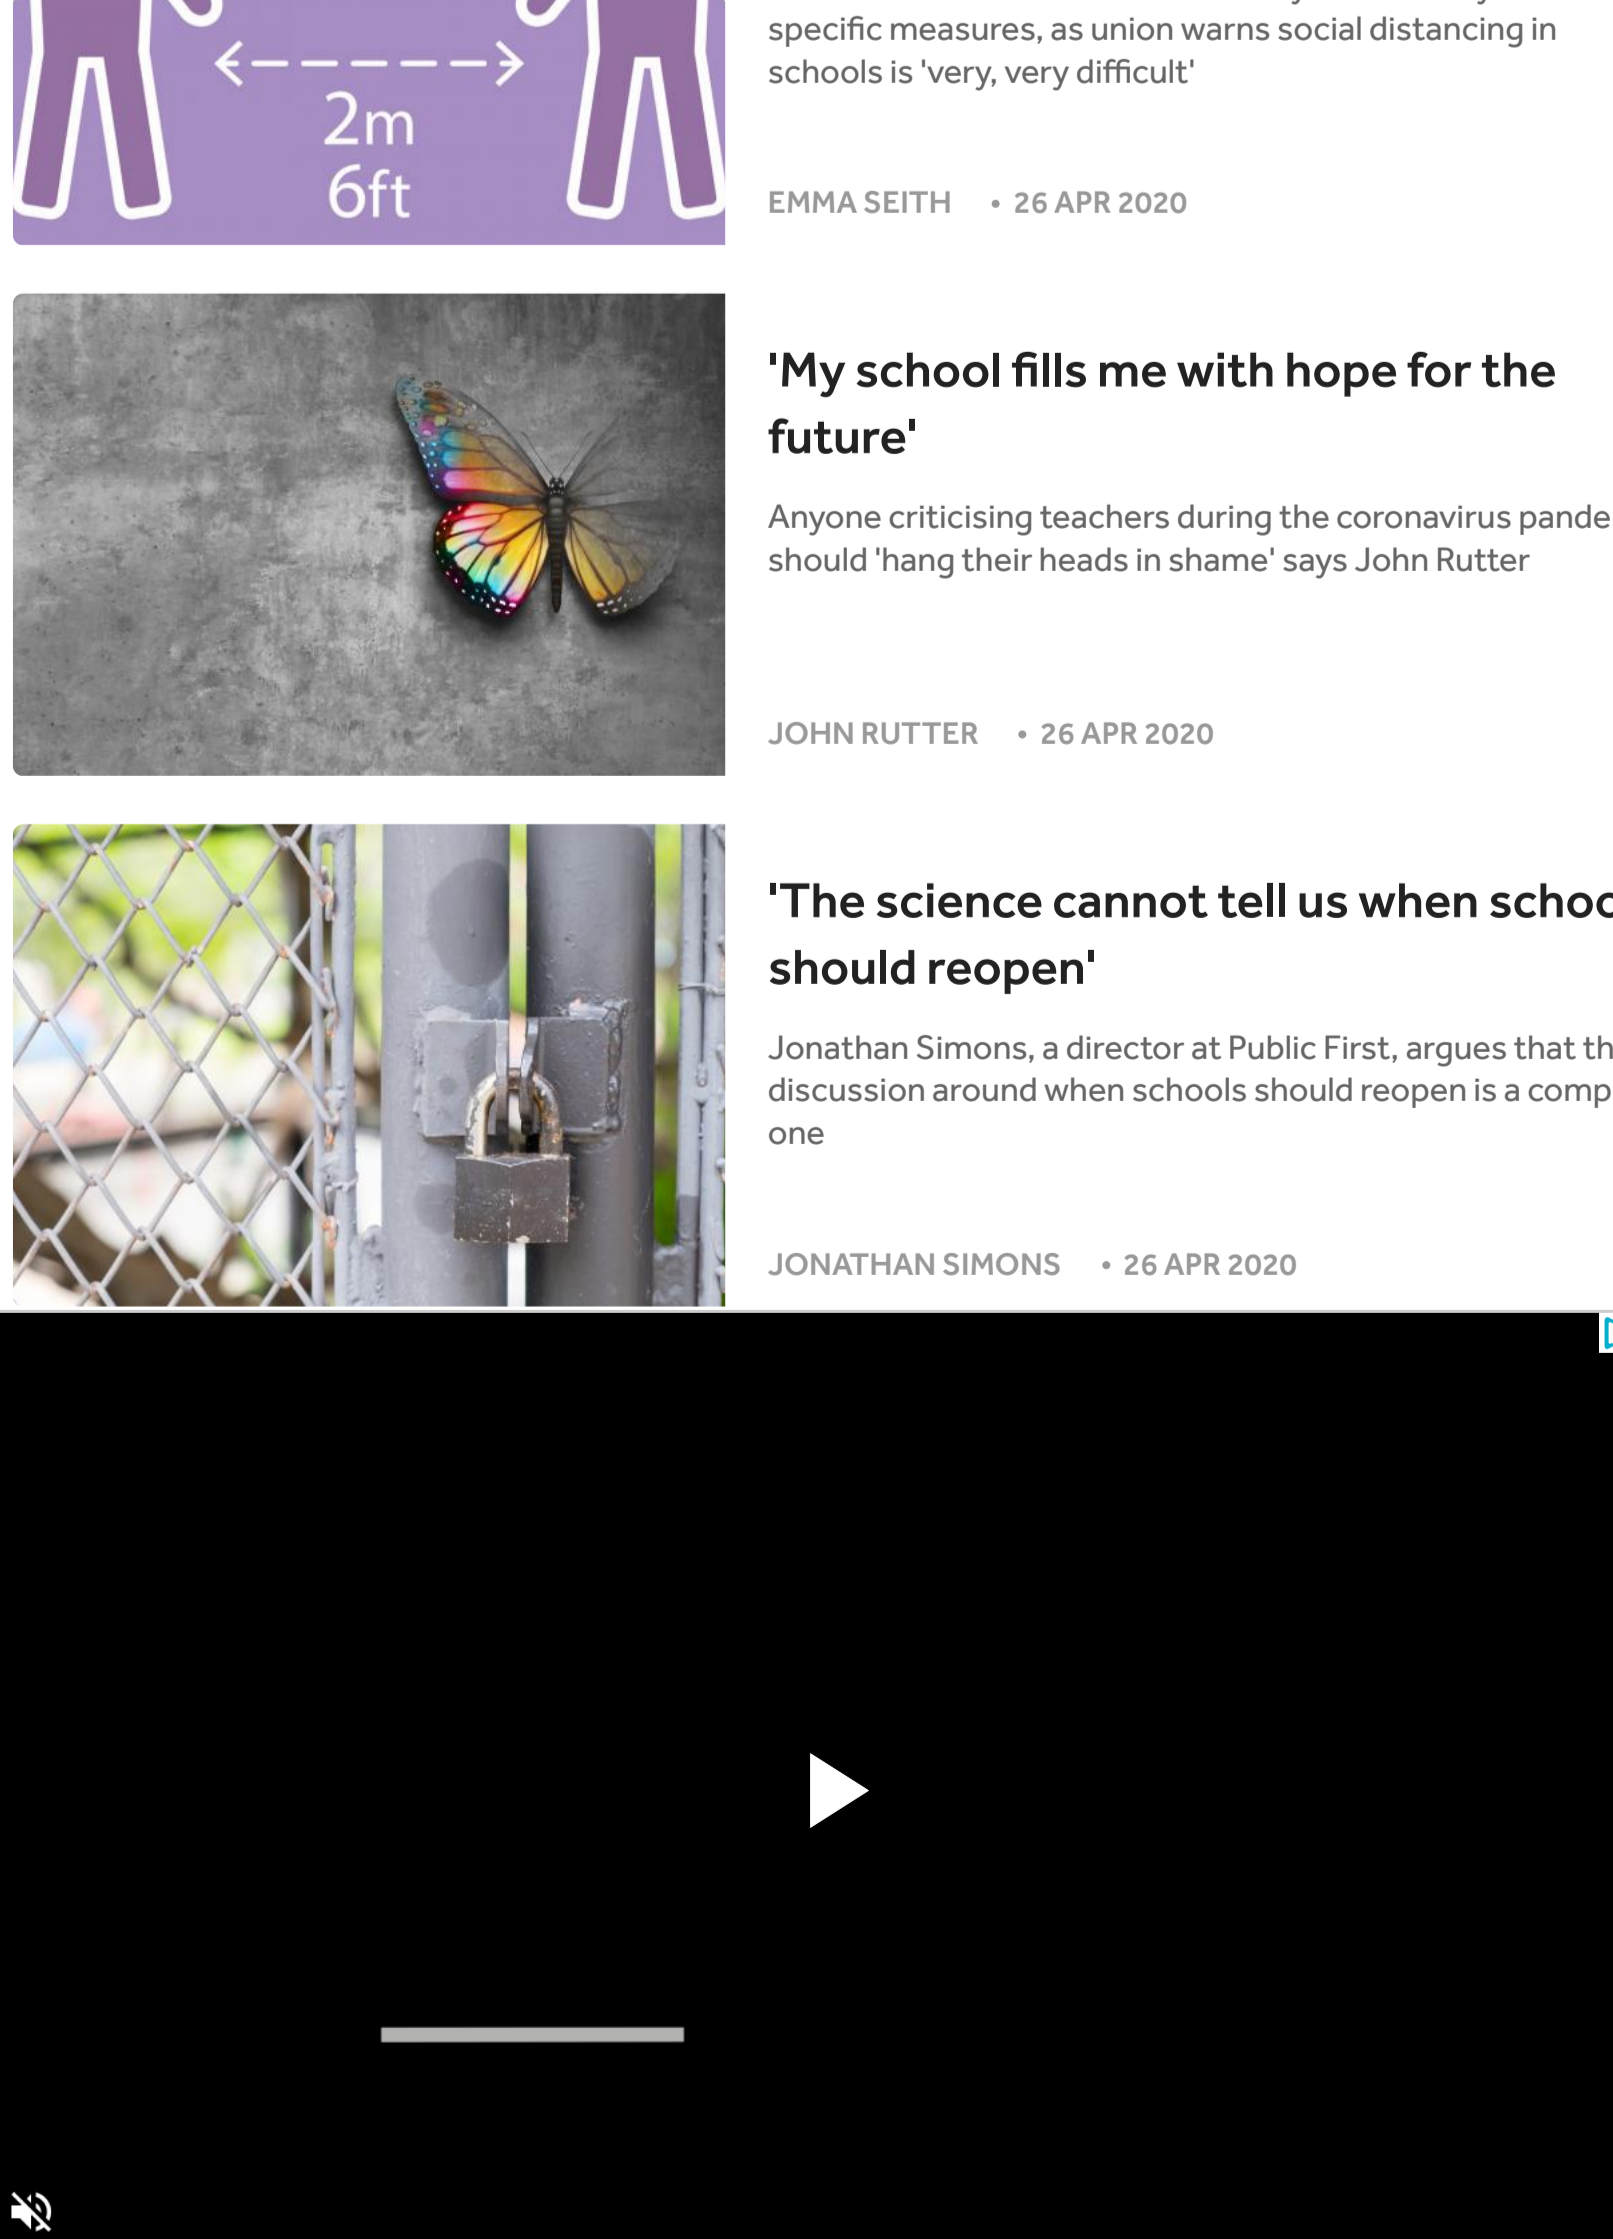 specific measures, as union warns social distancing in
schools is 'very, very difficult'
2m
6ft
EMMA SEITH • 26 APR 2020
'My school fills me with hope for the
future'
Anyone criticising teachers during the coronavirus pande
should 'hang their heads in shame' says John Rutter
JOHN RUTTER • 26 APR 2020
'The science cannot tell us when schoo
should reopen'
Jonathan Simons, a director at Public First, argues that th
discussion around when schools should reopen is a comp
one
JONATHAN SIMONS • 26 APR 2020